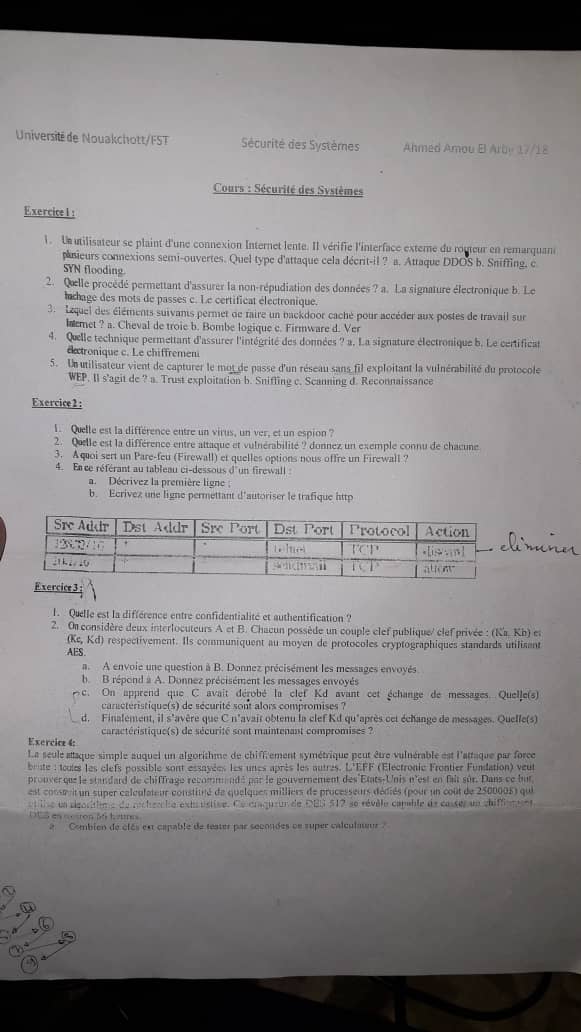 Université de Nouakchott/FST Sécurité des Systèmes Ahmed Amou El Arby 17/18
Cours : Sécurité des Systèmes
Exercice 1 :
1. Un utilisateur se plaint d'une connexion Internet lente. Il vérifie l'interface externe du routeur en remarquant
plusieurs connexions semi-ouvertes. Quel type d'attaque cela décrit-il ? a. Attaque DDOS b. Sniffing, c.
SYN flooding.
2. Quelle procédé permettant d'assurer la non-répudiation des données ? a. La signature électronique b. Le
hachage des mots de passes c. Le certificat électronique.
3. Lequel des éléments suivants permet de faire un backdoor caché pour accéder aux postes de travail sur
Internet ? a. Cheval de troie b. Bombe logique c. Firmware d. Ver
4. Quelle technique permettant d'assurer l'intégrité des données ? a. La signature électronique b. Le certificat
électronique c. Le chiffrement
5. Un utilisateur vient de capturer le mot de passe d'un réseau sans fil exploitant la vulnérabilité du protocole
WEP. Il s'agit de ? a. Trust exploitation b. Sniffing c. Scanning d. Reconnaissance
Exercice 2 :
1. Quelle est la différence entre un virus, un ver, et un espion ?
2. Quelle est la différence entre attaque et vulnérabilité ? donnez un exemple connu de chacune.
3. A quoi sert un Pare-feu (Firewall) et quelles options nous offre un Firewall ?
4. En ce référant au tableau ci-dessous d'un firewall :
a. Décrivez la première ligne ;
b. Ecrivez une ligne permettant d'autoriser le trafique http
Src Addr Dst Addr Src Port Dst Port Protocol Action
* * telnet TCP discard éliminer
* * sendmail TCP allow
Exercice 3 :
1. Quelle est la différence entre confidentialité et authentification ?
2. On considère deux interlocuteurs A et B. Chacun possède un couple clef publique/ clef privée : (Ka, Kb) et
(Kc, Kd) respectivement. Ils communiquent au moyen de protocoles cryptographiques standards utilisant
AES.
a. A envoie une question à B. Donnez précisément les messages envoyés.
b. B répond à A. Donnez précisément les messages envoyés
c. On apprend que C avait dérobé la clef Kd avant cet échange de messages. Quelle(s)
caractéristique(s) de sécurité sont alors compromises ?
d. Finalement, il s'avère que C n'avait obtenu la clef Kd qu'après cet échange de messages. Quelle(s)
caractéristique(s) de sécurité sont maintenant compromises ?
Exercice 4:
La seule attaque simple auquel un algorithme de chiffrement symétrique peut être vulnérable est l'attaque par force
brute : toutes les clefs possible sont essayées les unes après les autres. L'EFF (Electronic Frontier Fundation) veut
prouver que le standard de chiffrage recommandé par le gouvernement des Etats-Unis n'est en fait sûr. Dans ce but,
est construit un super calculateur constitué de quelques milliers de processeurs dédiés (pour un coût de 250000$) qui
utilise un algorithme de recherche exhaustive. Ce craqueur de DES 512 se révèle capable de casser un chiffrement
DES en environ 56 heures.
a. Combien de clés est capable de tester par secondes ce super calculateur ?
1
4
6
7
8
9